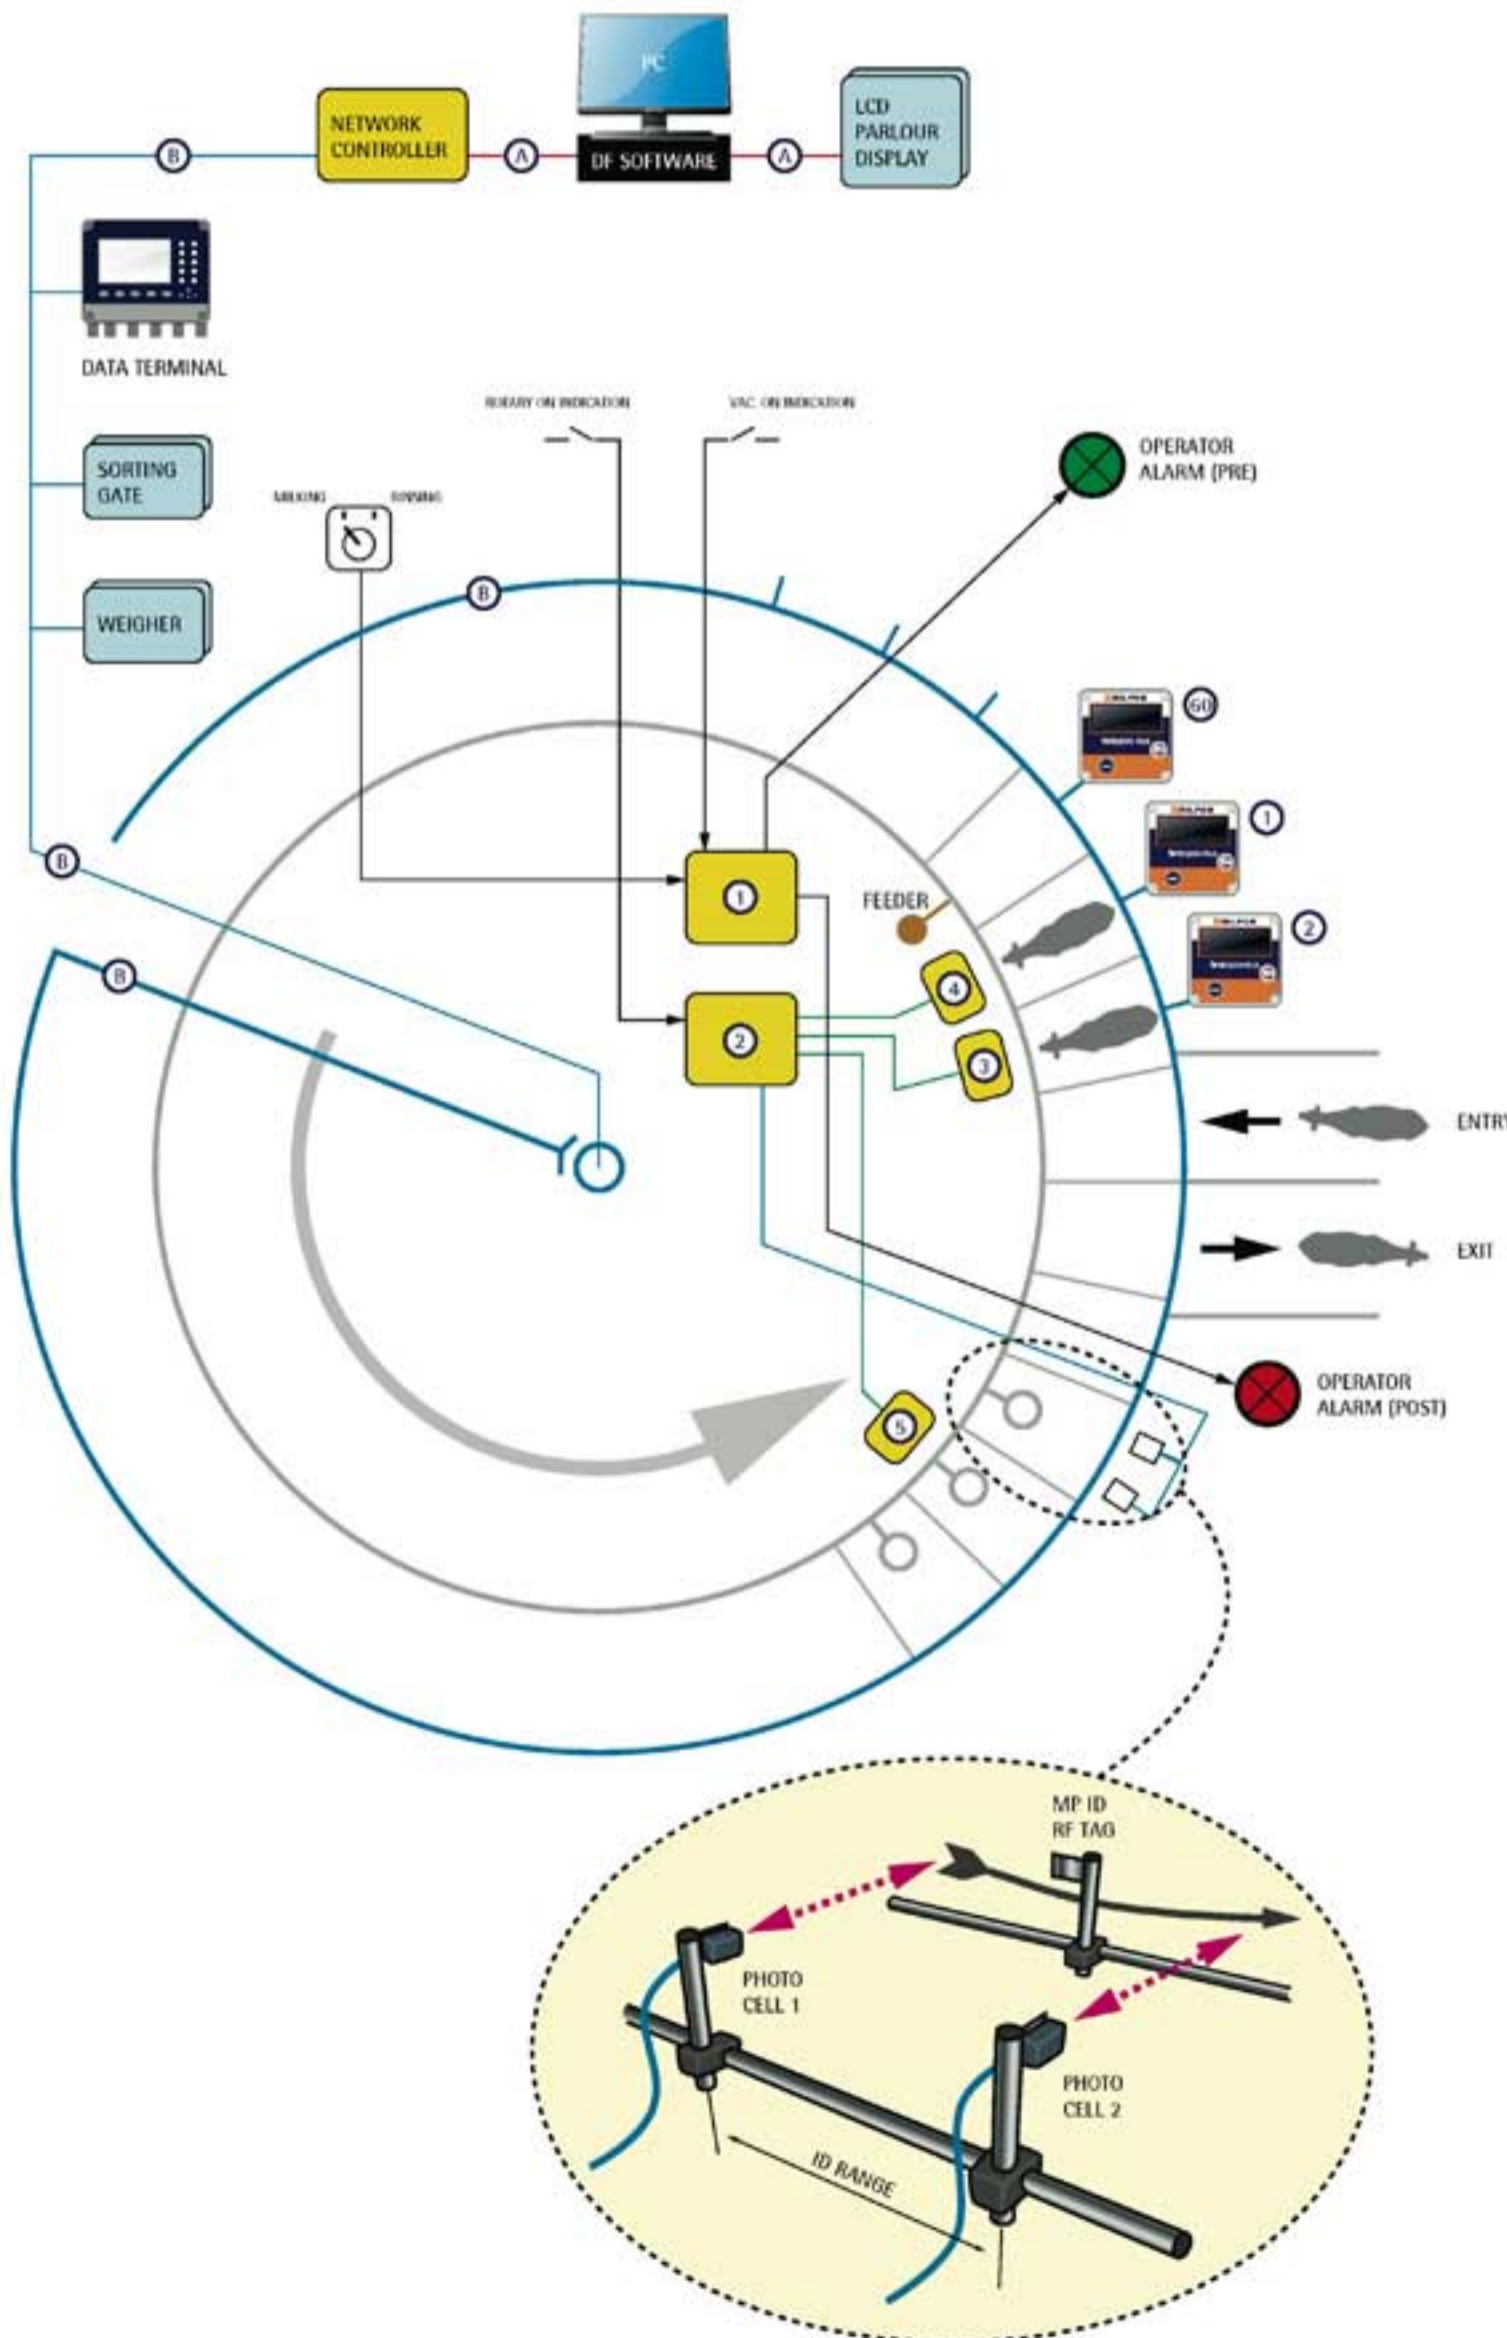 PC
NETWORK
CONTROLLER
A
DF SOFTWARE
A
LCD
PARLOUR
DISPLAY
B
DATA TERMINAL
ROTARY ON INDICATION
VAC. ON INDICATION
OPERATOR
ALARM (PRE)
SORTING
GATE
MILKING
RINSING
B
WEIGHER
60
1
2
B
1
FEEDER
4
B
2
3
ENTRY
EXIT
OPERATOR
ALARM (POST)
5
MP ID
RF TAG
PHOTO
CELL 1
PHOTO
CELL 2
ID RANGE